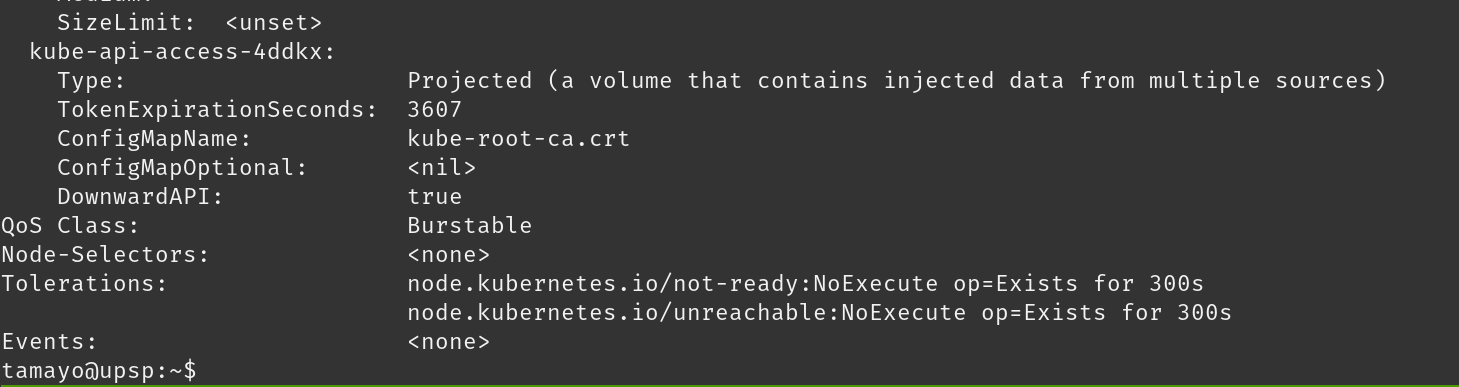 SizeLimit:  <unset>
kube-api-access-4ddkx:
Type:                    Projected (a volume that contains injected data from multiple sources)
TokenExpirationSeconds:  3607
ConfigMapName:           kube-root-ca.crt
ConfigMapOptional:       <nil>
DownwardAPI:             true
QoS Class:                   Burstable
Node-Selectors:              <none>
Tolerations:                 node.kubernetes.io/not-ready:NoExecute op=Exists for 300s
node.kubernetes.io/unreachable:NoExecute op=Exists for 300s
Events:                      <none>
tamayo@upsp:~$